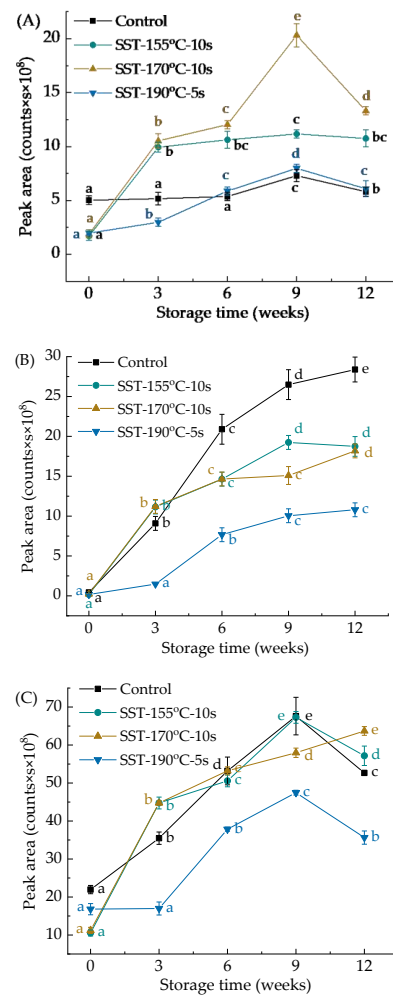 (A)
Control
SST-155ºC-10s
SST-170ºC-10s
SST-190ºC-5s
Peak area (counts×s×10⁸)
20
15
10
5
0
a a a a
a a b b b
c bc c a
e c d c
d bc c b
0 3 6 9 12
Storage time (weeks)
(B)
Control
SST-155ºC-10s
SST-170ºC-10s
SST-190ºC-5s
Peak area (counts×s×10⁸)
30
25
20
15
10
5
0
a a a a
b b b a
c c c b
d d c c
e d d c
0 3 6 9 12
Storage time (weeks)
(C)
Control
SST-155ºC-10s
SST-170ºC-10s
SST-190ºC-5s
Peak area (counts×s×10⁸)
70
60
50
40
30
20
10
a a a a
b b b a
d c c b
e e d c
e d c b
0 3 6 9 12
Storage time (weeks)